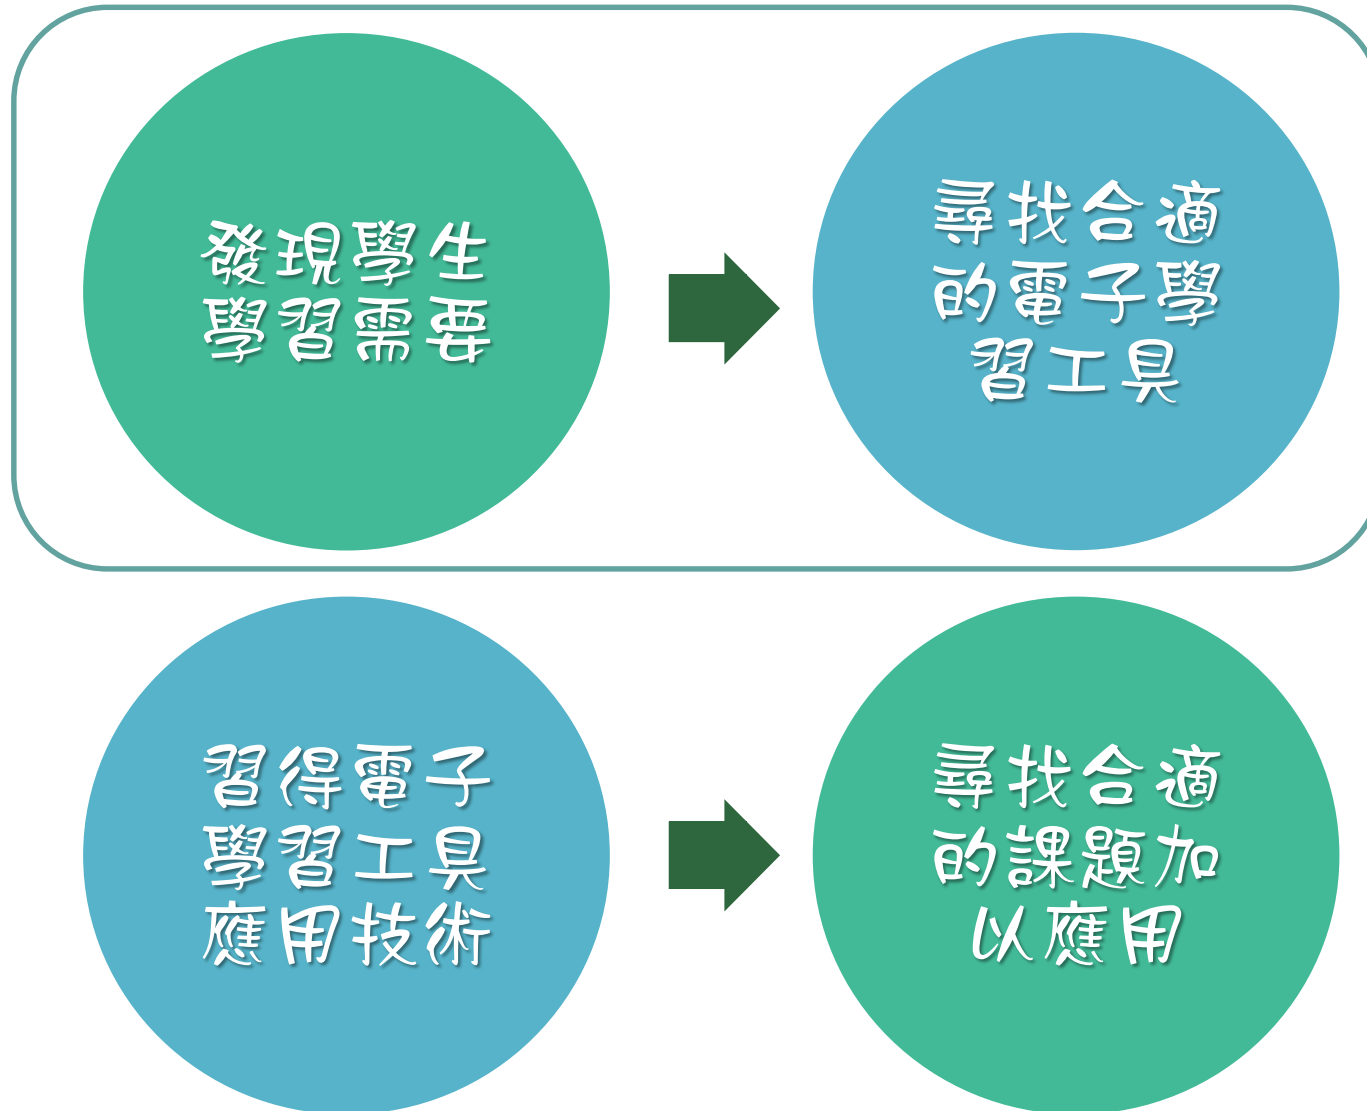 發現學生
學習需要
尋找合適
的電子學
習工具
習得電子
學習工具
應用技術
尋找合適
的課題加
以應用